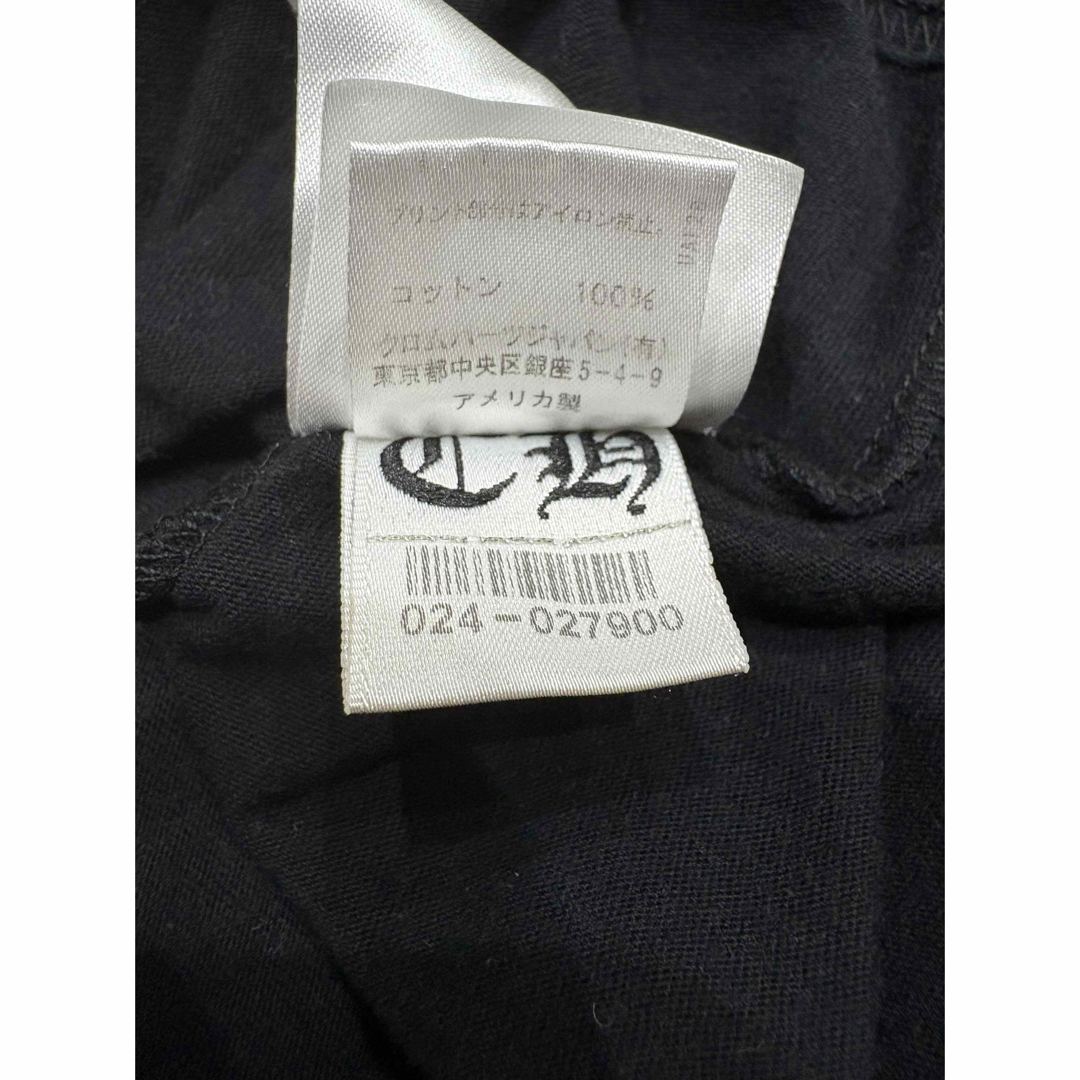 プリント部分はアイロン禁止。
コットン 100%
クロムハーツジャパン(有)
東京都中央区銀座5-4-9
アメリカ製
CH
024-027900